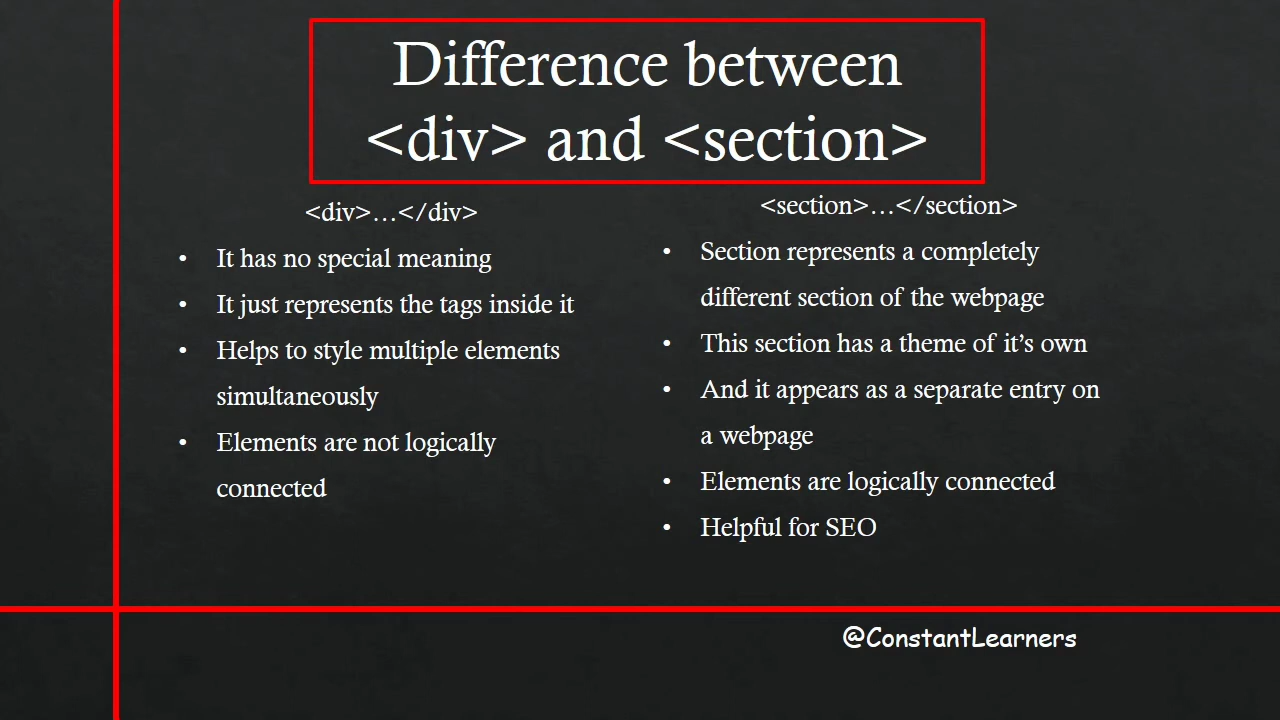 Difference between
<div> and <section>
<div>…</div>
• It has no special meaning
• It just represents the tags inside it
• Helps to style multiple elements
simultaneously
• Elements are not logically
connected
<section>…</section>
• Section represents a completely
different section of the webpage
• This section has a theme of it’s own
• And it appears as a separate entry on
a webpage
• Elements are logically connected
• Helpful for SEO
@ConstantLearners